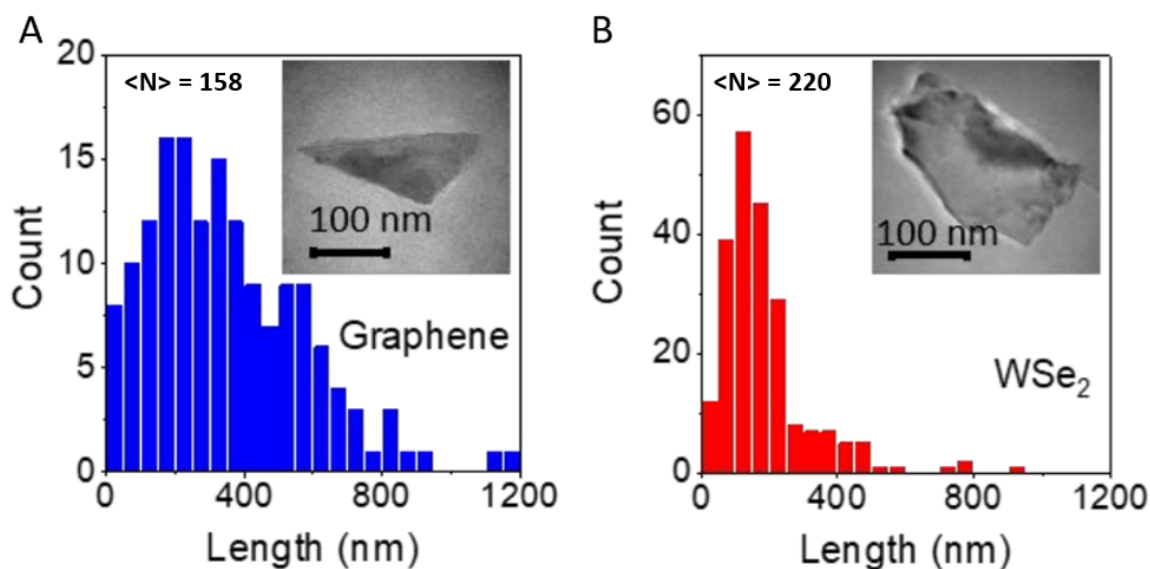 A
20
15
10
5
0
Count
<N> = 158
100 nm
Graphene
0
400
800
1200
Length (nm)
B
60
40
20
0
Count
<N> = 220
100 nm
WSe₂
0
400
800
1200
Length (nm)